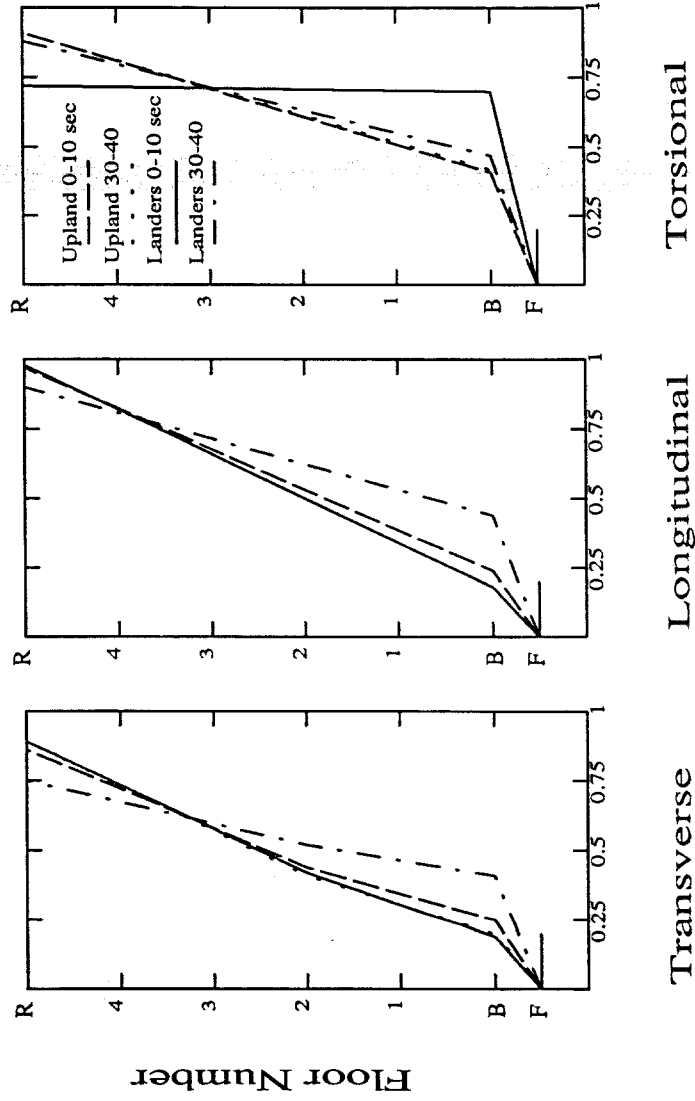 Floor Number
R
4
3
2
1
B
F
0.25
0.5
0.75
1
Transverse
R
4
3
2
1
B
F
0.25
0.5
0.75
1
Longitudinal
R
4
3
2
1
B
F
0.25
0.5
0.75
1
Upland 0-10 sec
Upland 30-40
Landers 0-10 sec
Landers 30-40
Torsional